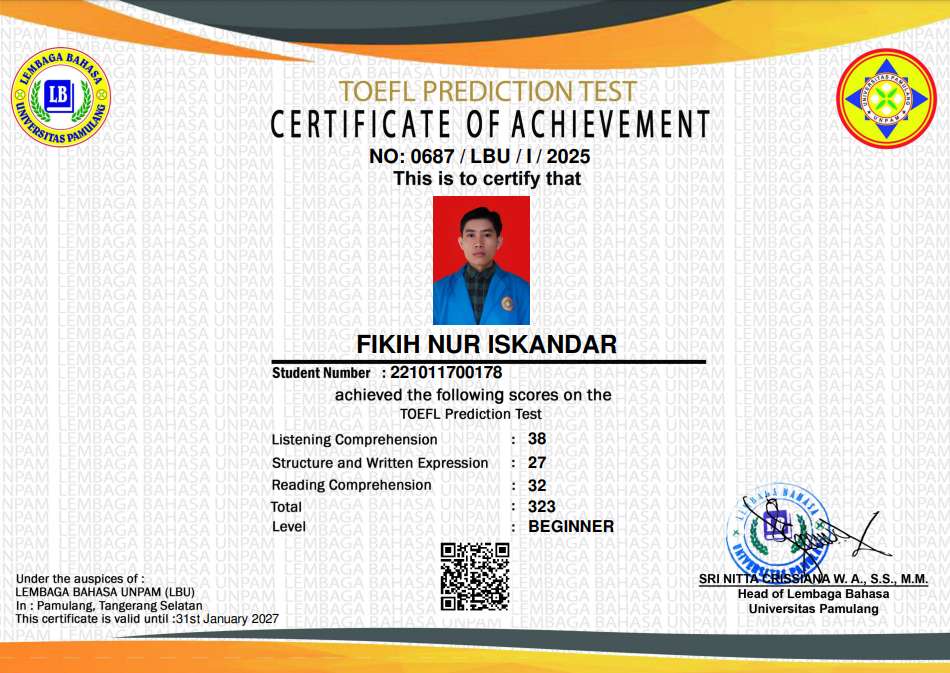 LEMBAGA BAHASA
LB
UNIVERSITAS PAMULANG
UNIVERSITAS PAMULANG
UNPAM
TOEFL PREDICTION TEST
CERTIFICATE OF ACHIEVEMENT
NO: 0687 / LBU / I / 2025
This is to certify that
FIKIH NUR ISKANDAR
Student Number : 221011700178
achieved the following scores on the
TOEFL Prediction Test
Listening Comprehension : 38
Structure and Written Expression : 27
Reading Comprehension : 32
Total : 323
Level : BEGINNER
Under the auspices of :
LEMBAGA BAHASA UNPAM (LBU)
In : Pamulang, Tangerang Selatan
This certificate is valid until :31st January 2027
LEMBAGA BAHASA
UNIVERSITAS PAMULANG
SRI NITTA CRISSIANA W. A., S.S., M.M.
Head of Lembaga Bahasa
Universitas Pamulang